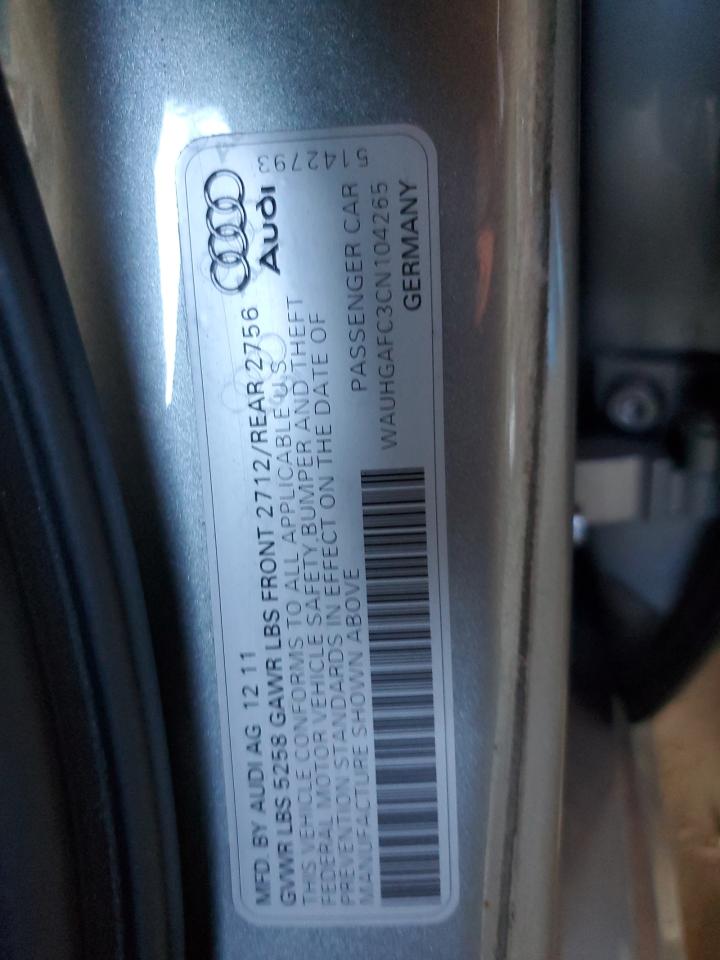 MFD. BY AUDI AG 12 11
GVWR LBS 5258 GAWR LBS FRONT 2712/REAR 2756
THIS VEHICLE CONFORMS TO ALL APPLICABLE U.S.
FEDERAL MOTOR VEHICLE SAFETY,BUMPER AND THEFT
PREVENTION STANDARDS IN EFFECT ON THE DATE OF
MANUFACTURE SHOWN ABOVE
PASSENGER CAR
WAUHGAFC3CN104265
GERMANY
Audi
5142793